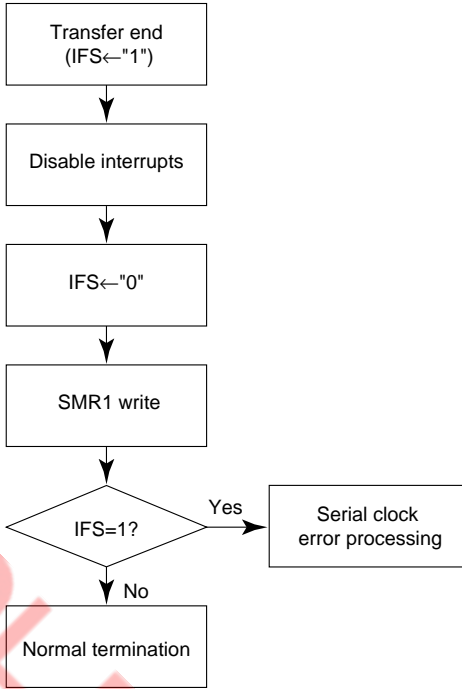 Transfer end
(IFS←"1")
Disable interrupts
IFS←"0"
SMR1 write
IFS=1?
Yes
Serial clock
error processing
No
Normal termination